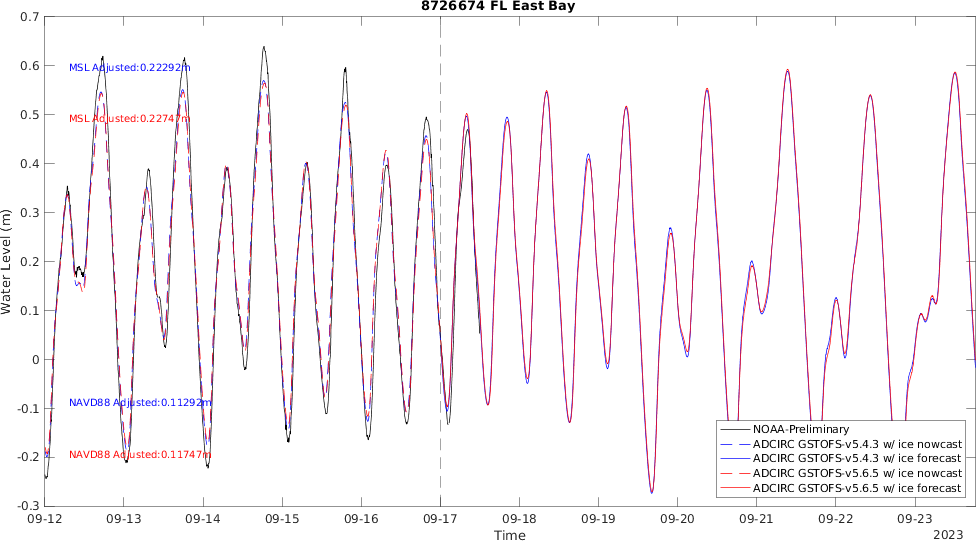 8726674 FL East Bay
0.7
0.6
0.5
0.4
0.3
0.2
0.1
0
-0.1
-0.2
-0.3
Water Level (m)
MSL Adjusted:0.22292m
MSL Adjusted:0.22747m
NAVD88 Adjusted:0.11292m
NAVD88 Adjusted:0.11747m
NOAA-Preliminary
ADCIRC GSTOFS-v5.4.3 w/ ice nowcast
ADCIRC GSTOFS-v5.4.3 w/ ice forecast
ADCIRC GSTOFS-v5.6.5 w/ ice nowcast
ADCIRC GSTOFS-v5.6.5 w/ ice forecast
09-12 09-13 09-14 09-15 09-16 09-17 09-18 09-19 09-20 09-21 09-22 09-23
Time
2023